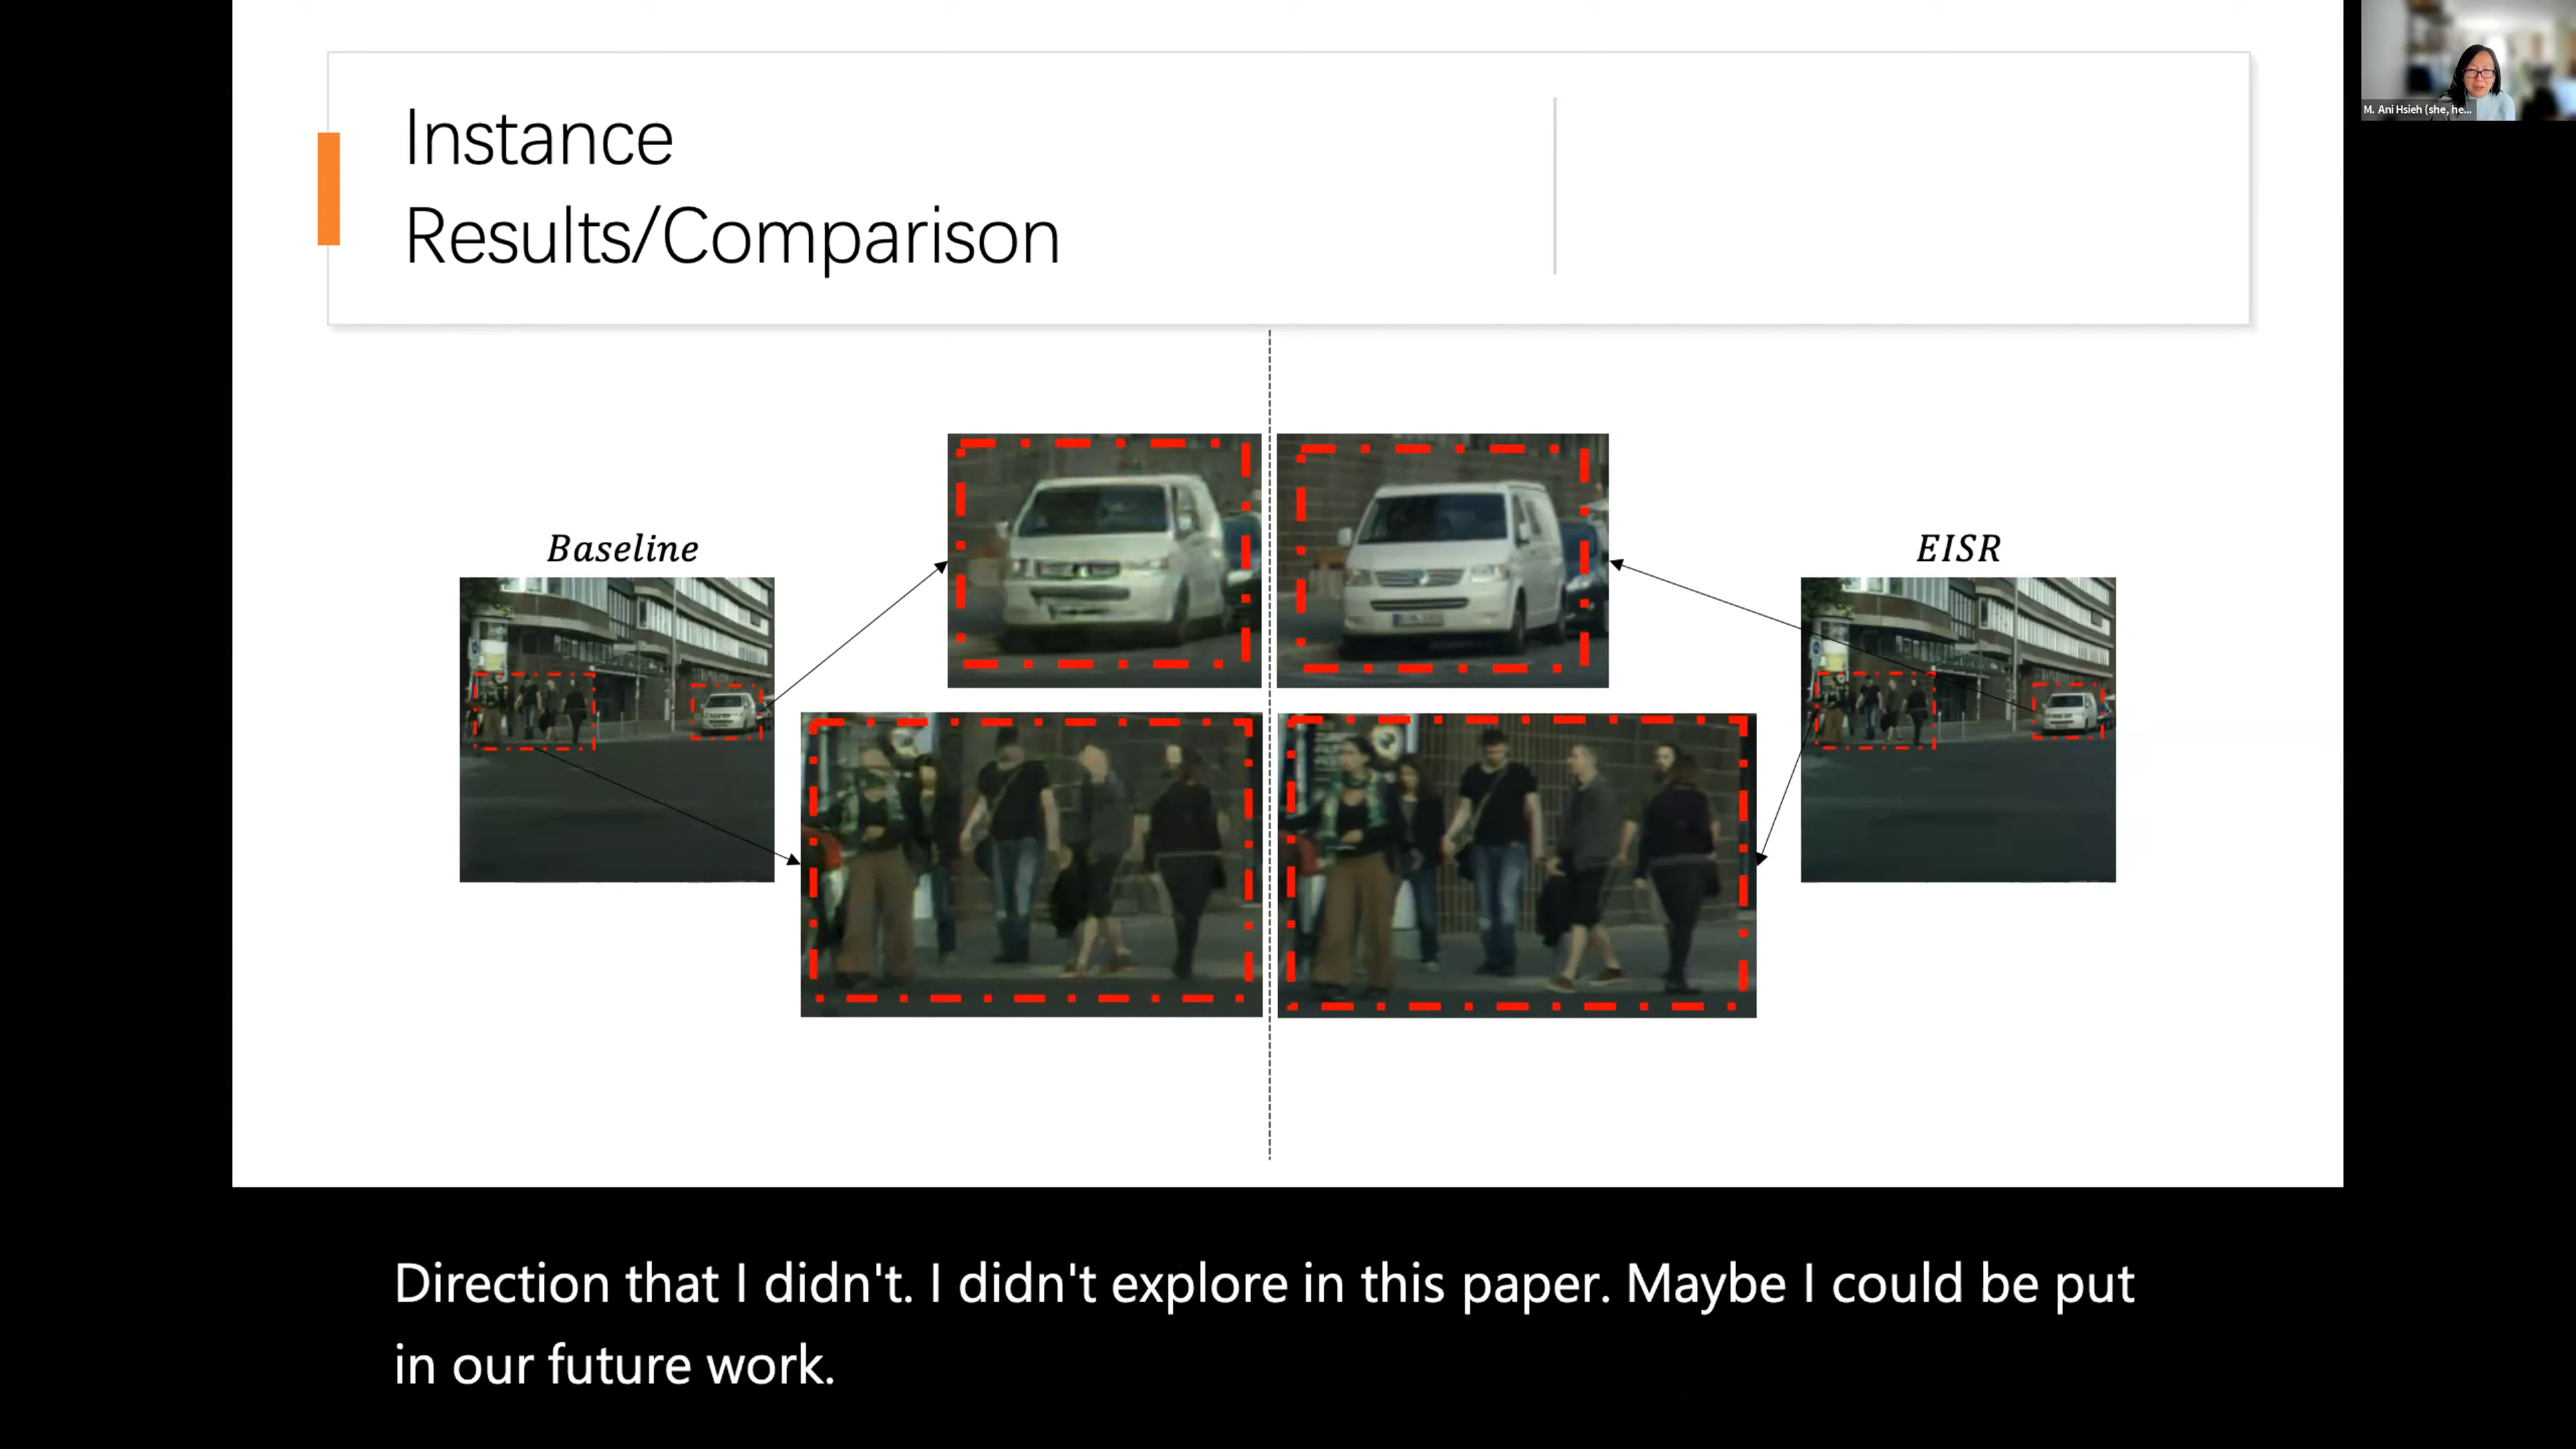 Instance
Results/Comparison
M. Ani Hsieh (she, he...
Baseline
EISR
Direction that I didn't. I didn't explore in this paper. Maybe I could be put
in our future work.